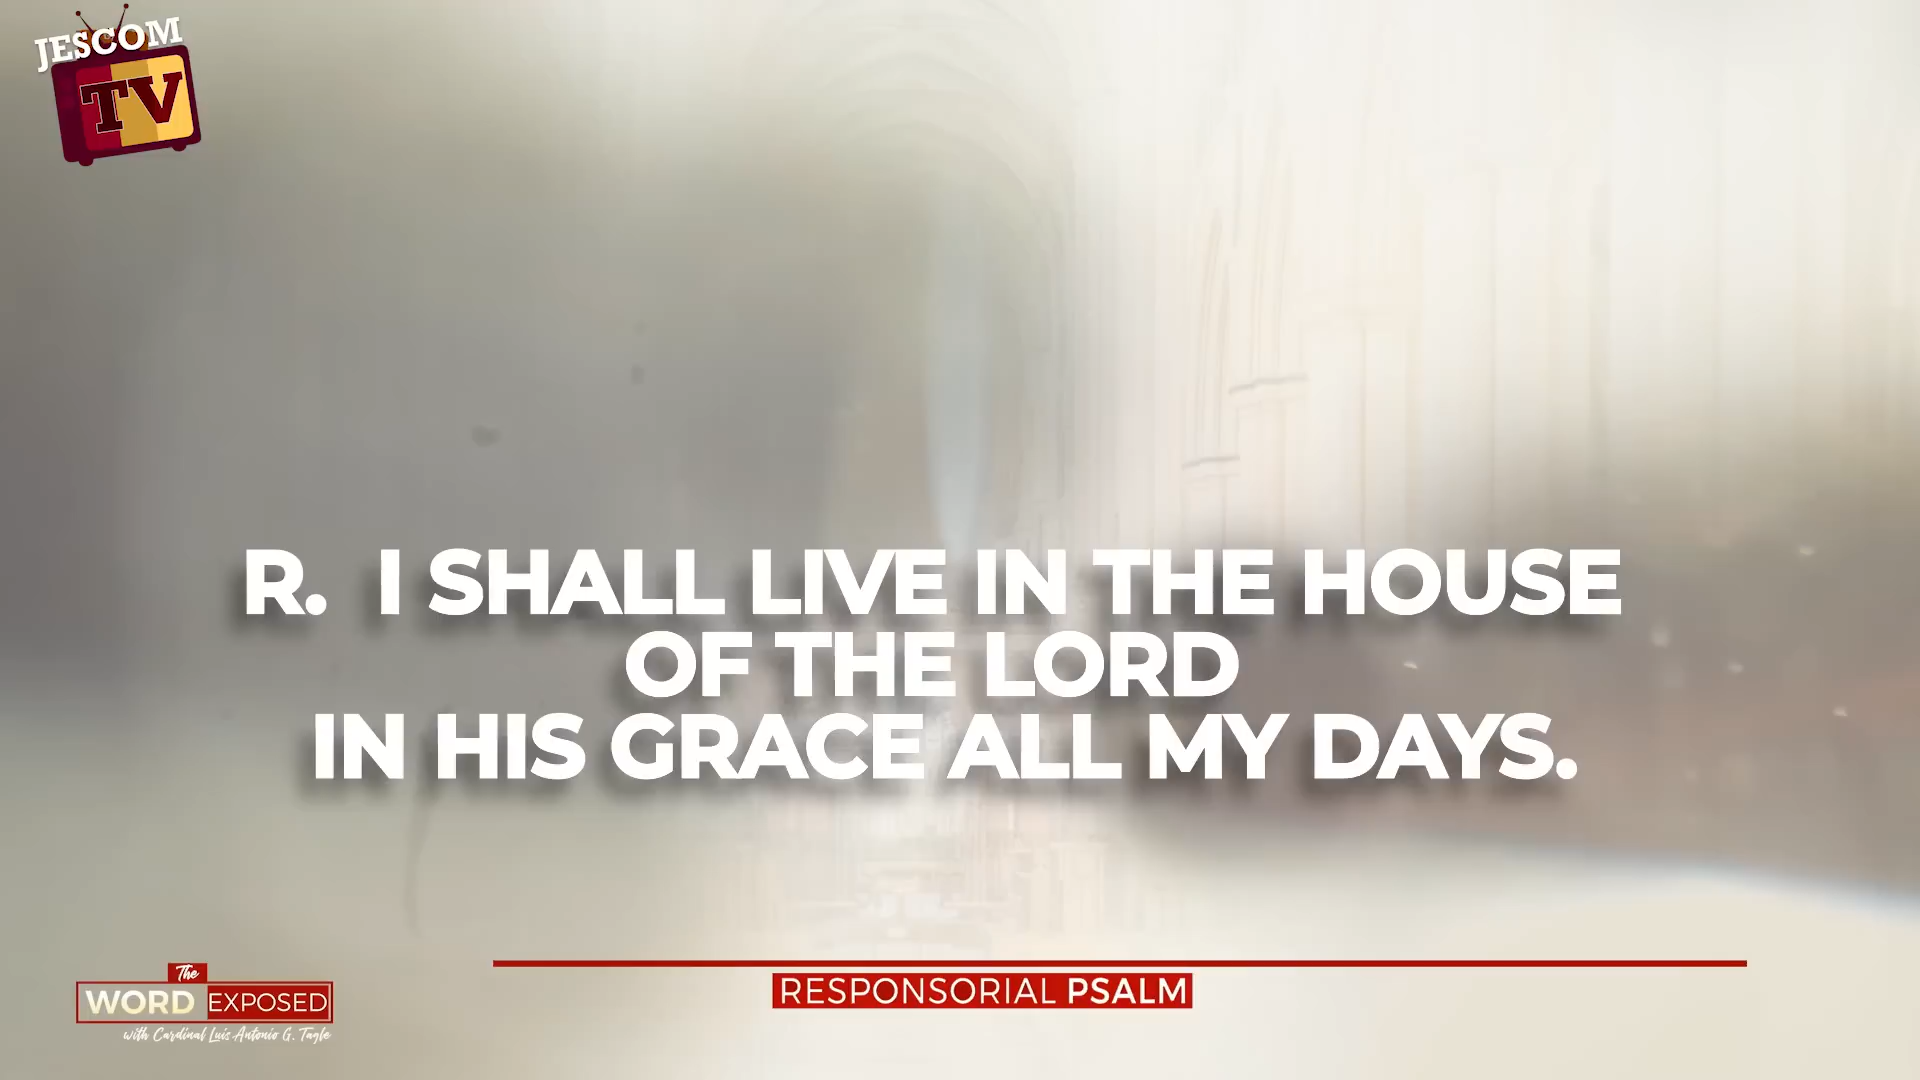 JESCOM
TV
R. I SHALL LIVE IN THE HOUSE
OF THE LORD
IN HIS GRACE ALL MY DAYS.
The
WORD EXPOSED
with Cardinal Luis Antonio G. Tagle
RESPONSORIAL PSALM